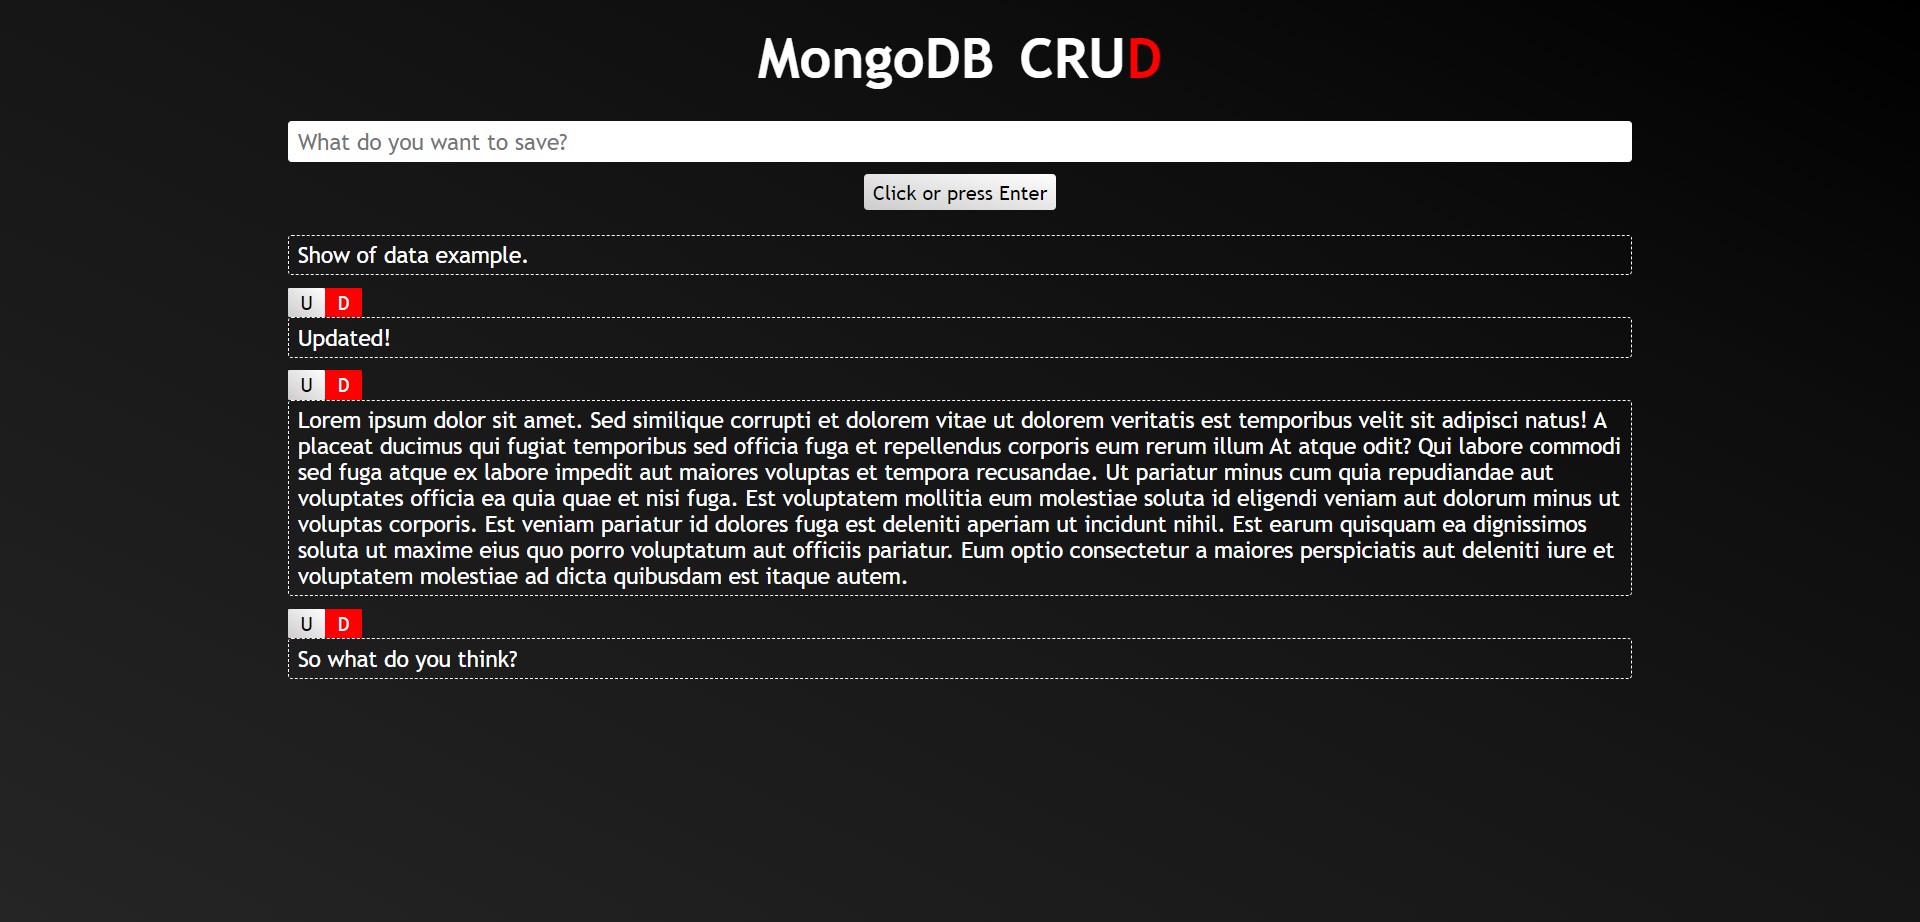 MongoDB CRUD
What do you want to save?
Click or press Enter
Show of data example.
U D
Updated!
U D
Lorem ipsum dolor sit amet. Sed similique corrupti et dolorem vitae ut dolorem veritatis est temporibus velit sit adipisci natus! A
placeat ducimus qui fugiat temporibus sed officia fuga et repellendus corporis eum rerum illum At atque odit? Qui labore commodi
sed fuga atque ex labore impedit aut maiores voluptas et tempora recusandae. Ut pariatur minus cum quia repudiandae aut
voluptates officia ea quia quae et nisi fuga. Est voluptatem mollitia eum molestiae soluta id eligendi veniam aut dolorum minus ut
voluptas corporis. Est veniam pariatur id dolores fuga est deleniti aperiam ut incidunt nihil. Est earum quisquam ea dignissimos
soluta ut maxime eius quo porro voluptatum aut officiis pariatur. Eum optio consectetur a maiores perspiciatis aut deleniti iure et
voluptatem molestiae ad dicta quibusdam est itaque autem.
U D
So what do you think?